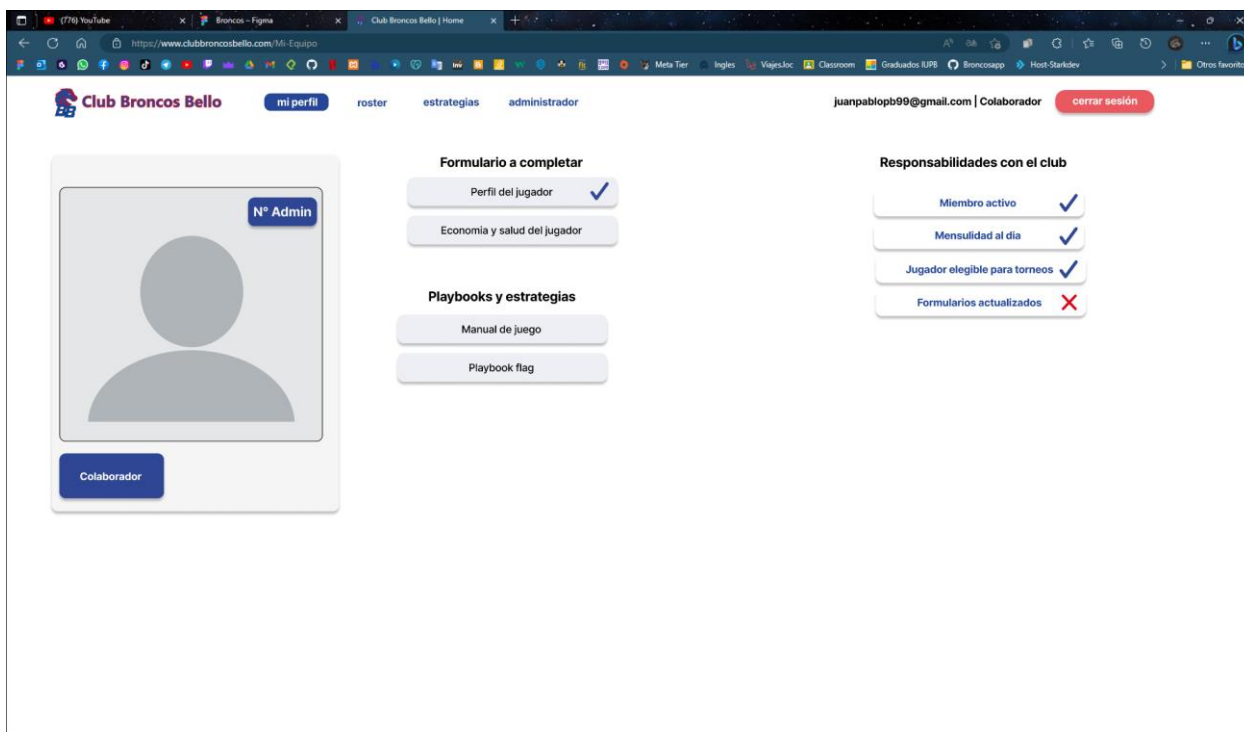 (776) YouTube
Broncos – Figma
Club Broncos Bello | Home
https://www.clubbroncosbello.com/Mi-Equipo
Meta Tier
Ingles
Viajes.loc
Classroom
Graduados IUPB
Broncosapp
Host-Starkdev
Otros favorito
BB
Club Broncos Bello
mi perfil
roster
estrategias
administrador
juanpablopb99@gmail.com | Colaborador
cerrar sesión
Nº Admin
Colaborador
Formulario a completar
Perfil del jugador
Economia y salud del jugador
Playbooks y estrategias
Manual de juego
Playbook flag
Responsabilidades con el club
Miembro activo
Mensulidad al dia
Jugador elegible para torneos
Formularios actualizados